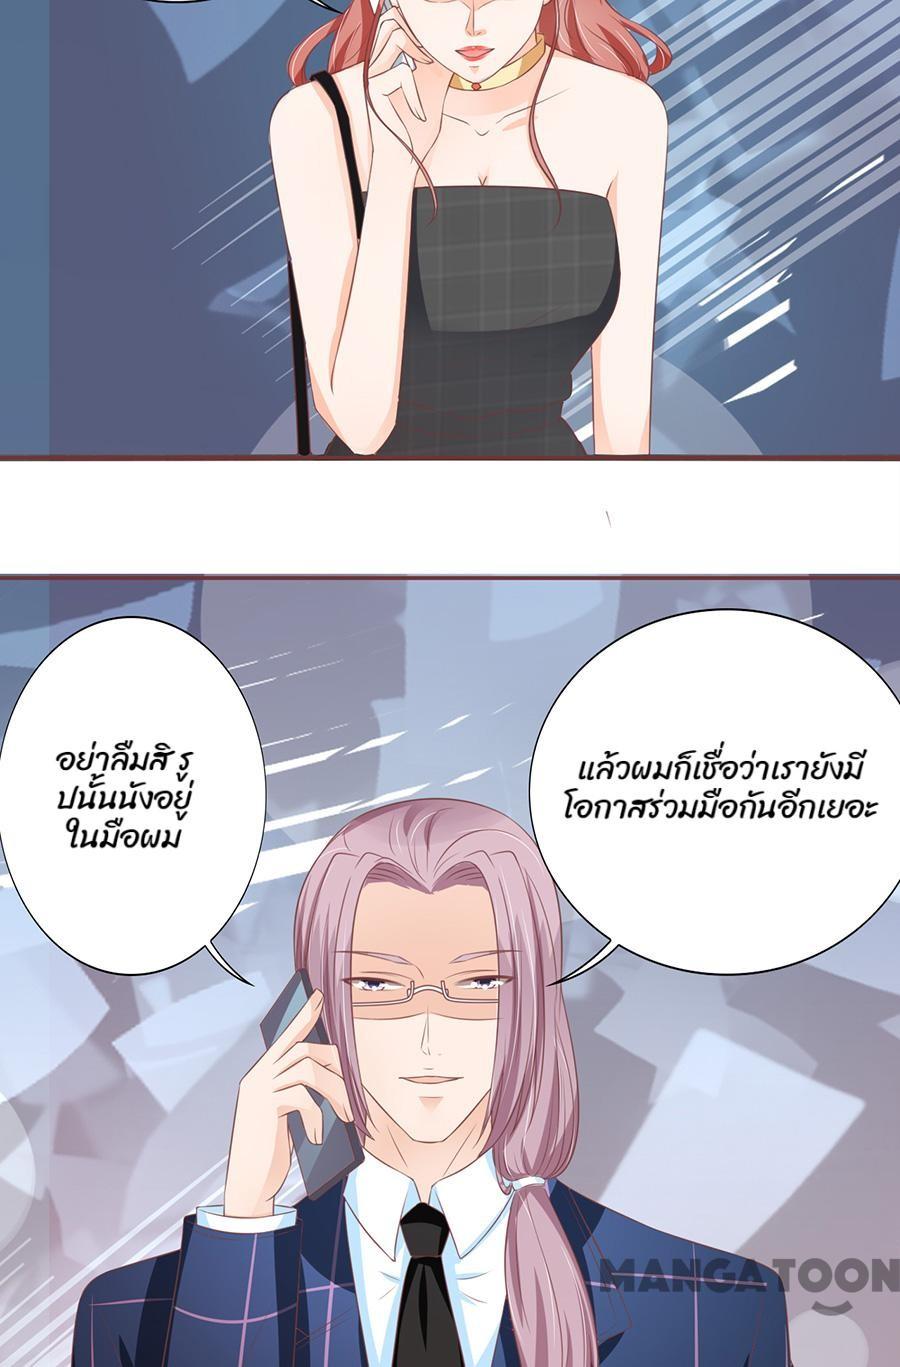 อย่าลืมสิ รู
ปนั้นนังอยู่
ในมือผม
แล้วผมก็เชื่อว่าเรายังมี
โอกาสร่วมมือกันอีกเยอะ
MANGATOON